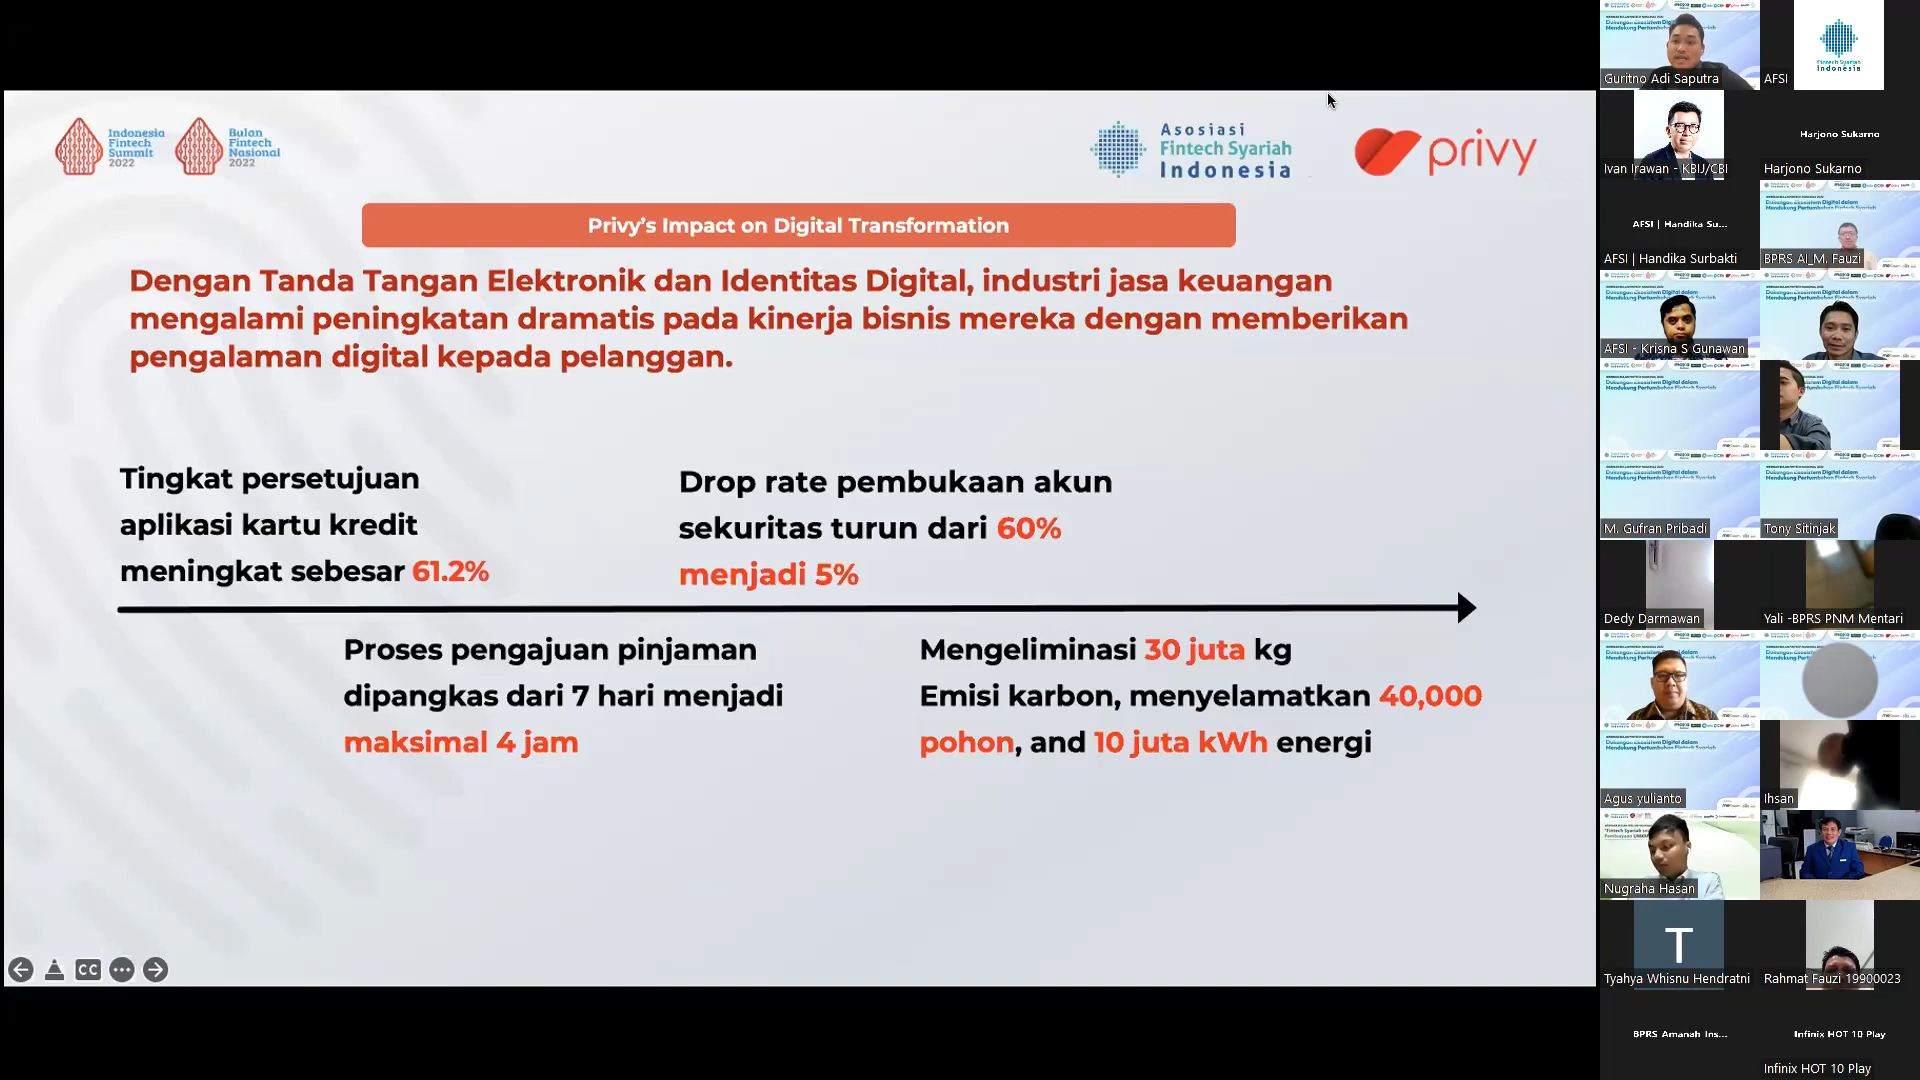 Indonesia
Fintech
Summit
2022
Bulan
Fintech
Nasional
2022
Asosiasi
Fintech Syariah
Indonesia
privy
Privy's Impact on Digital Transformation
Dengan Tanda Tangan Elektronik dan Identitas Digital, industri jasa keuangan
mengalami peningkatan dramatis pada kinerja bisnis mereka dengan memberikan
pengalaman digital kepada pelanggan.
Tingkat persetujuan
aplikasi kartu kredit
meningkat sebesar 61.2%
Drop rate pembukaan akun
sekuritas turun dari 60%
menjadi 5%
Proses pengajuan pinjaman
dipangkas dari 7 hari menjadi
maksimal 4 jam
Mengeliminasi 30 juta kg
Emisi karbon, menyelamatkan 40,000
pohon, and 10 juta kWh energi
CC
Guritno Adi Saputra
Fintech Syariah
Indonesia
AFSI
Ivan Irawan - KBIJ/CBI
Harjono Sukarno
Harjono Sukarno
AFSI | Handika Su...
AFSI | Handika Surbakti
BPRS Al_M. Fauzi
AFSI - Krisna S Gunawan
M. Gufran Pribadi
Tony Sitinjak
Dedy Darmawan
Yali -BPRS PNM Mentari
Agus yulianto
Ihsan
Nugraha Hasan
T
Tyahya Whisnu Hendratni
Rahmat Fauzi 19900023
BPRS Amanah Ins...
Infinix HOT 10 Play
Infinix HOT 10 Play